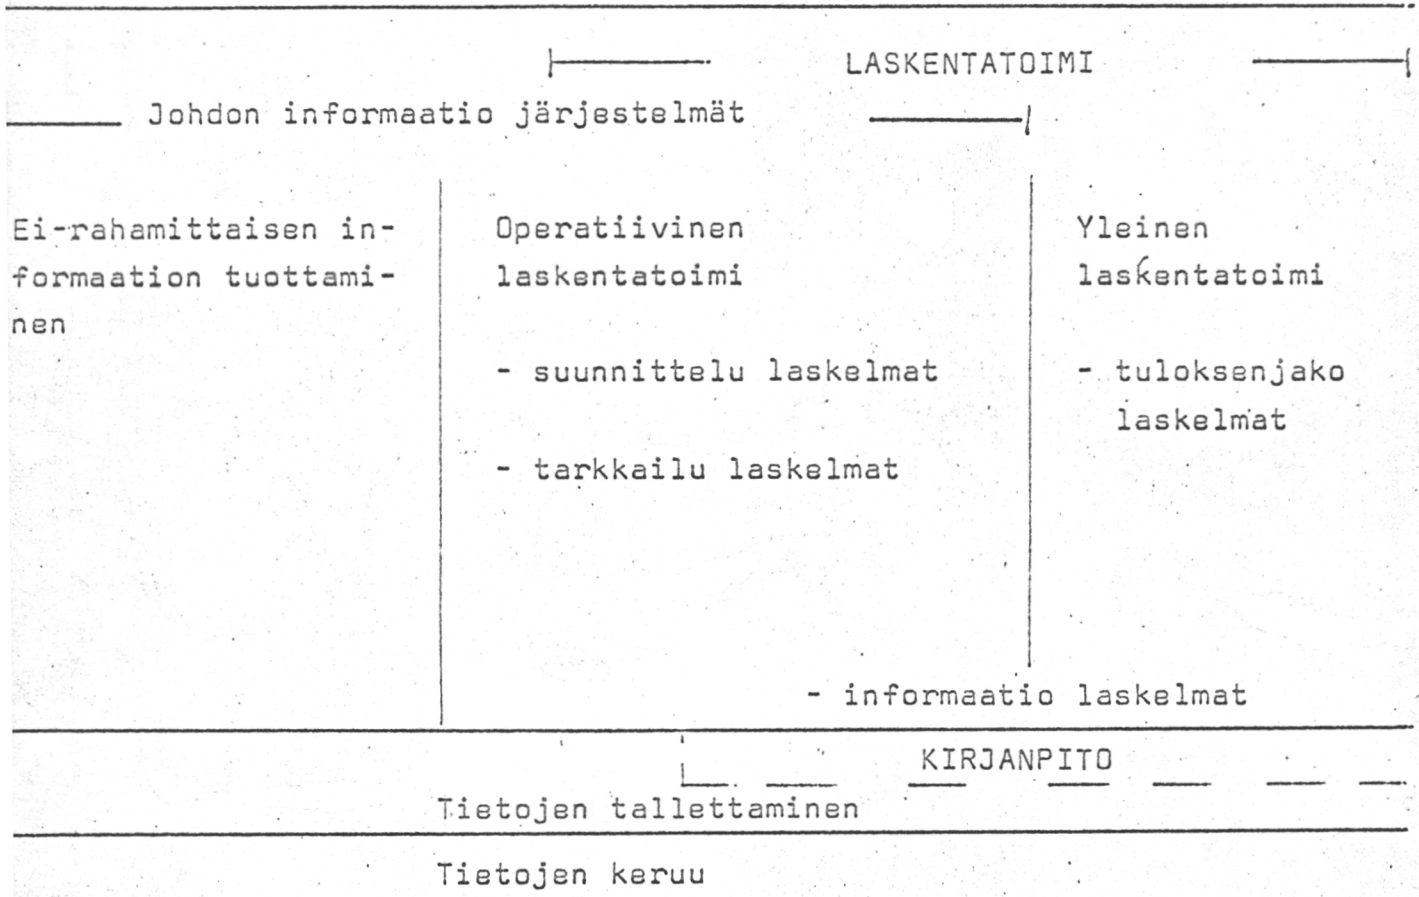 LASKENTATOIMI
Johdon informaatio järjestelmät
Ei-rahamittaisen in-
formaation tuottami-
nen
Operatiivinen
laskentatoimi
- suunnittelu laskelmat
- tarkkailu laskelmat
Yleinen
laskentatoimi
- tuloksenjako
laskelmat
- informaatio laskelmat
KIRJANPITO
Tietojen tallettaminen
Tietojen keruu